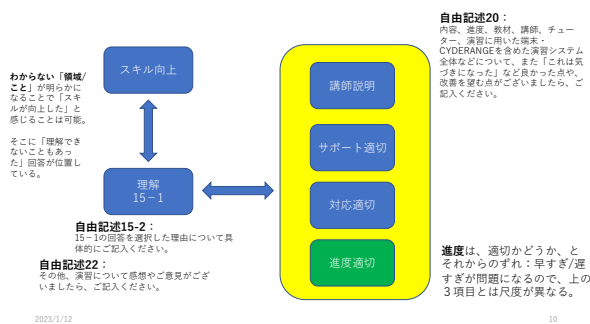 自由記述20：
内容、進度、教材、講師、チュー
ター、演習に用いた端末・
CYDERANGEを含めた演習システム
全体などについて、また「これは気
づきになった」など良かった点や、
改善を望む点がございましたら、ご
記入ください。
スキル向上
わからない「領域/
こと」が明らかに
なることで「スキ
ルが向上した」と
感じることは可能。
そこに「理解でき
ないこともあっ
た」回答が位置し
ている。
講師説明
サポート適切
理解
15－1
対応適切
自由記述15-2：
15－1の回答を選択した理由について具
体的にご記入ください。
自由記述22：
その他、演習について感想やご意見がござ
いましたら、ご記入ください。
進度適切
進度は、適切かどうか、と
それからのずれ：早すぎ/遅
すぎが問題になるので、上の
３項目とは尺度が異なる。
2023/1/12
10